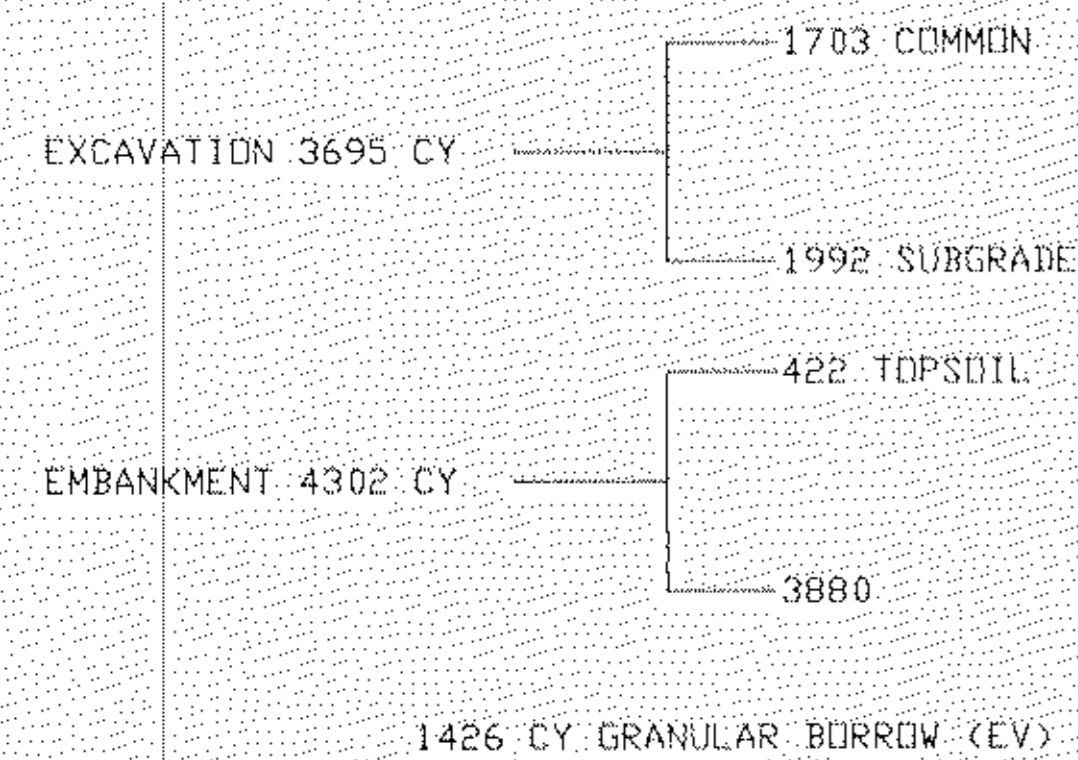 1703 COMMON
EXCAVATION 3695 CY
1992 SUBGRADE
422 TOPSOIL
EMBANKMENT 4302 CY
3880
1426 CY GRANULAR BORROW (EV)